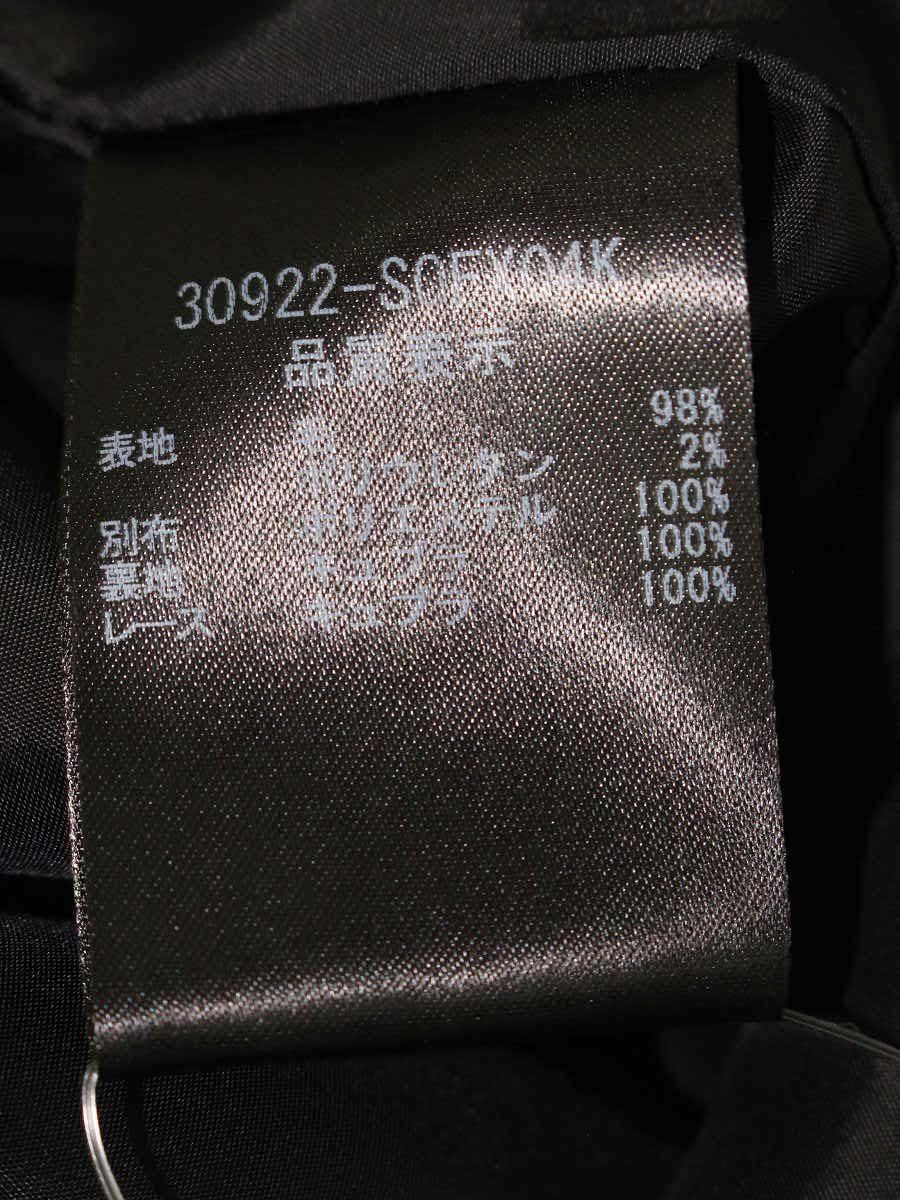 30922-SOFX04K
品質表示
表地 毛 98%
ポリウレタン 2%
別布 ポリエステル 100%
裏地 キュプラ 100%
レース キュプラ 100%